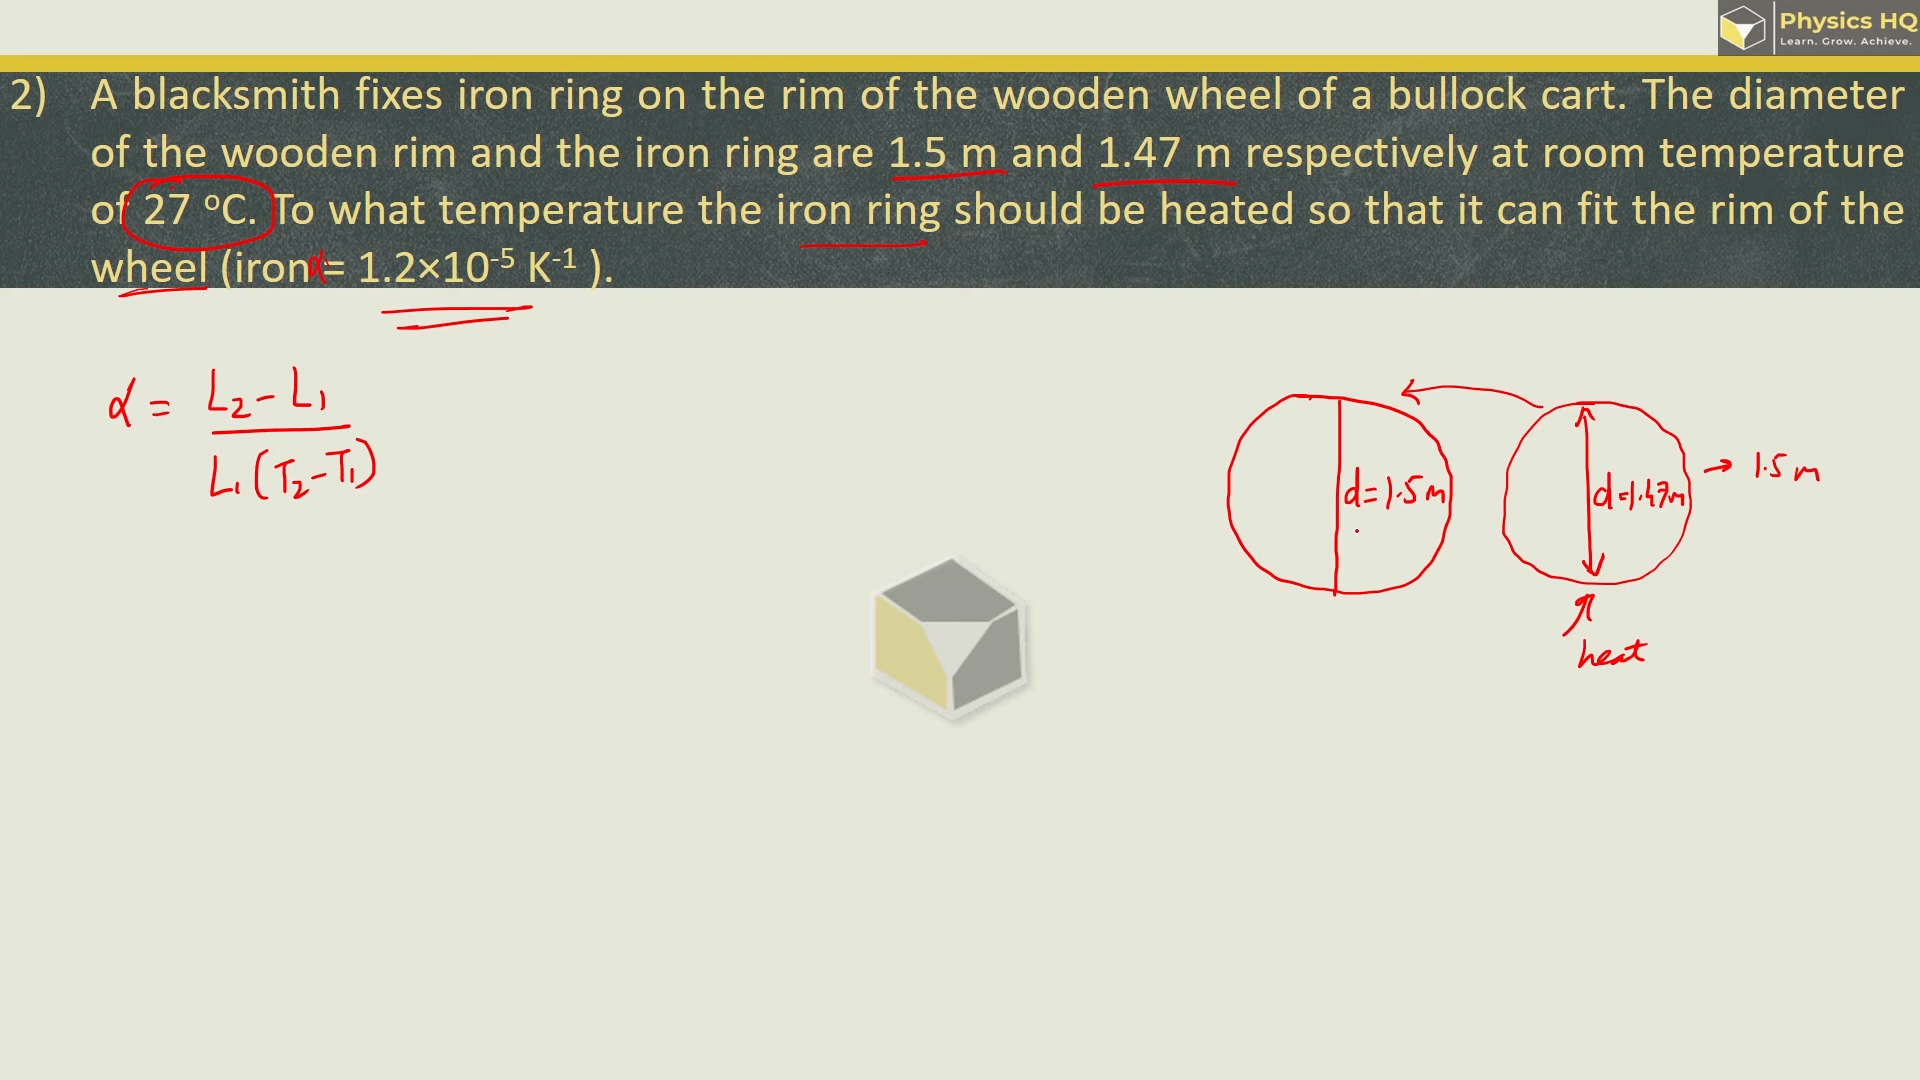 Physics HQ
Learn. Grow. Achieve.
2) A blacksmith fixes iron ring on the rim of the wooden wheel of a bullock cart. The diameter
of the wooden rim and the iron ring are 1.5 m and 1.47 m respectively at room temperature
of 27 °C. To what temperature the iron ring should be heated so that it can fit the rim of the
wheel (iron α = 1.2×10⁻⁵ K⁻¹ ).
α = L₂ - L₁
L₁ (T₂ - T₁)
d = 1.5 m
d = 1.47 m
→ 1.5 m
heat